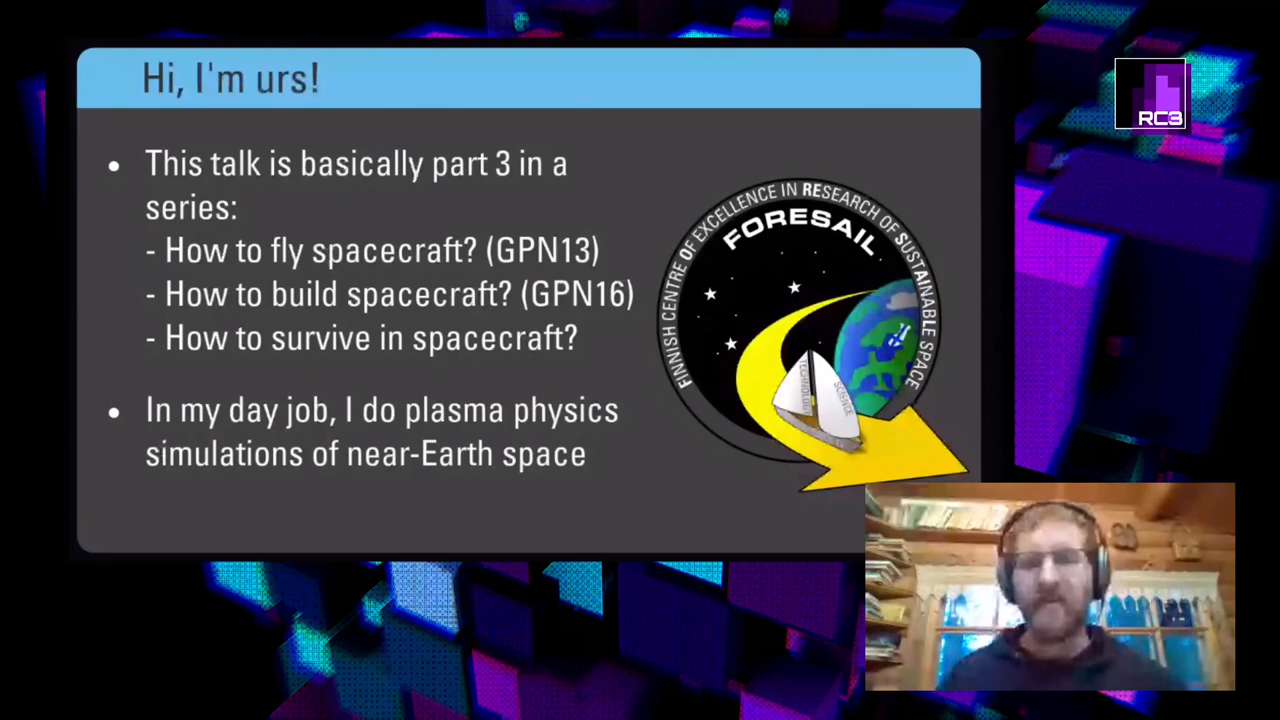 Hi, I'm urs!
RC3
• This talk is basically part 3 in a
series:
- How to fly spacecraft? (GPN13)
- How to build spacecraft? (GPN16)
- How to survive in spacecraft?
• In my day job, I do plasma physics
simulations of near-Earth space
FINNISH CENTRE OF EXCELLENCE IN RESEARCH OF SUSTAINABLE SPACE
FORESAIL
TECHNOLOGY
SCIENCE